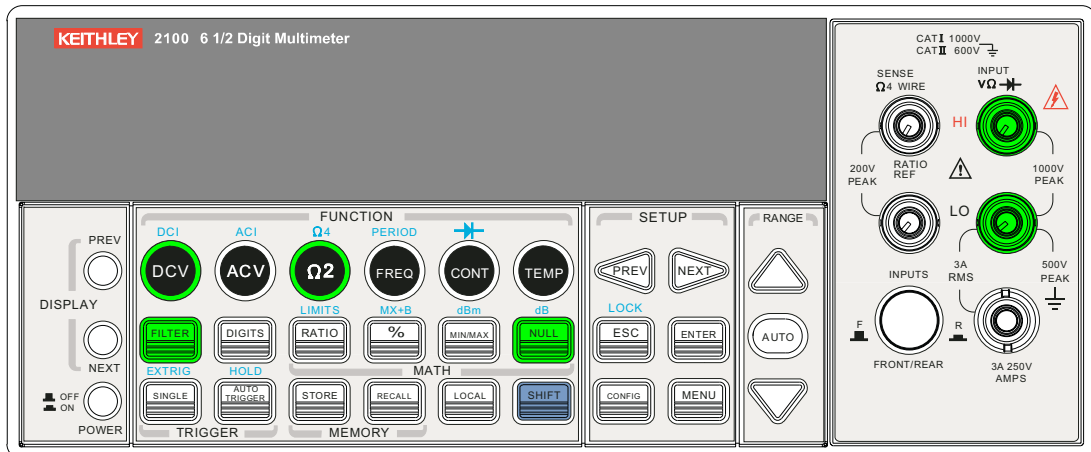 KEITHLEY 2100 6 1/2 Digit Multimeter
CAT I 1000V
CAT II 600V
SENSE
Ω4 WIRE
INPUT
VΩ
HI
RATIO
REF
200V
PEAK
1000V
PEAK
LO
3A
RMS
500V
PEAK
INPUTS
F
R
FRONT/REAR
3A 250V
AMPS
PREV
DISPLAY
NEXT
OFF
ON
POWER
FUNCTION
DCI ACI Ω4 PERIOD
DCV ACV Ω2 FREQ CONT TEMP
LIMITS MX+B dBm dB
FILTER DIGITS RATIO % MIN/MAX NULL
EXTRIG HOLD MATH
SINGLE AUTO TRIGGER STORE RECALL LOCAL SHIFT
TRIGGER MEMORY
SETUP
PREV NEXT
LOCK
ESC ENTER
CONFIG MENU
RANGE
AUTO